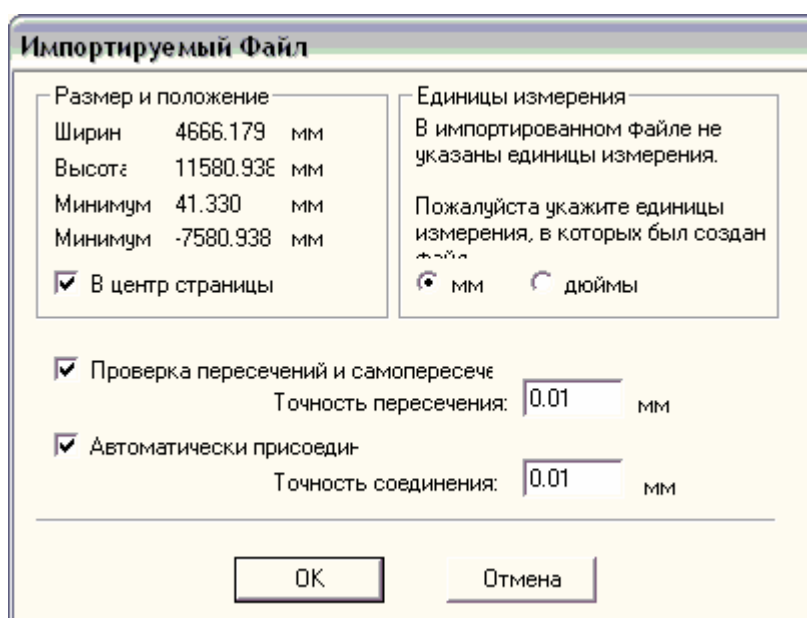 Импортируемый Файл
Размер и положение
Ширин 4666.179 мм
Высота 11580.938 мм
Минимум 41.330 мм
Минимум -7580.938 мм
В центр страницы
Единицы измерения
В импортированном файле не
указаны единицы измерения.
Пожалуйста укажите единицы
измерения, в которых был создан
мм дюймы
Проверка пересечений и самопересече
Точность пересечения: 0.01 мм
Автоматически присоедин
Точность соединения: 0.01 мм
OK Отмена